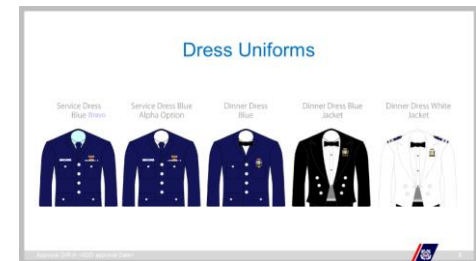 Dress Uniforms
Service Dress
Blue Bravo
Service Dress Blue
Alpha Option
Dinner Dress
Blue
Dinner Dress Blue
Jacket
Dinner Dress White
Jacket